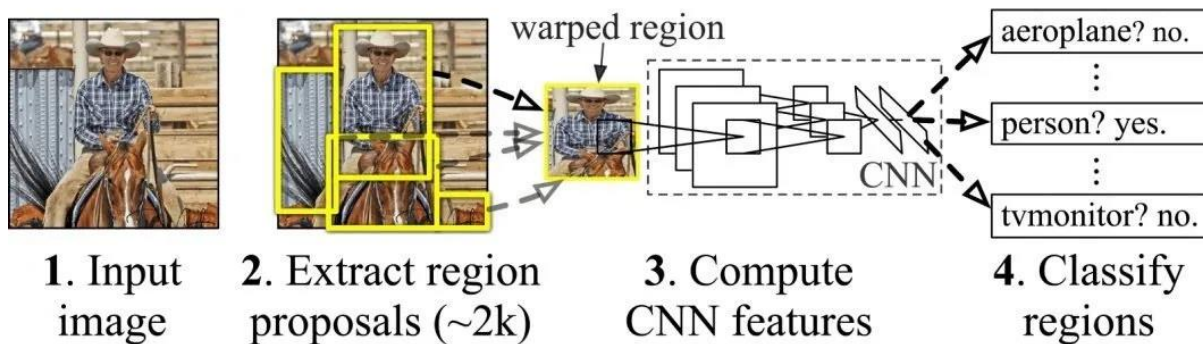 warped region
aeroplane? no.
⋮
person? yes.
⋮
tvmonitor? no.
CNN
1. Input
image
2. Extract region
proposals (~2k)
3. Compute
CNN features
4. Classify
regions